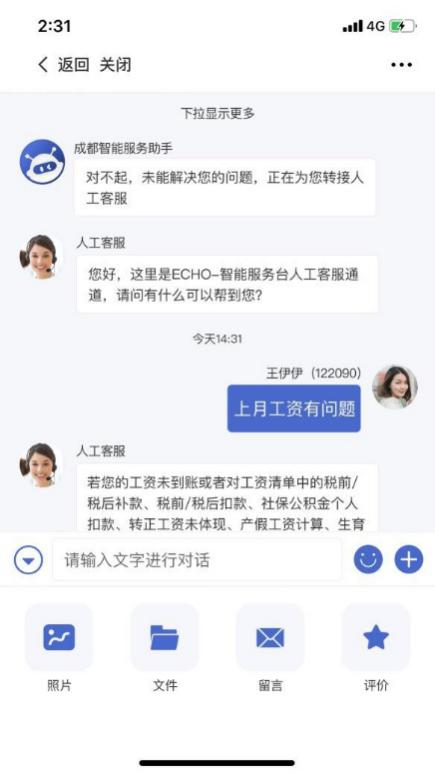 2:31
4G
返回 关闭
下拉显示更多
成都智能服务助手
对不起，未能解决您的问题，正在为您转接人
工客服
人工客服
您好，这里是ECHO-智能服务台人工客服通
道，请问有什么可以帮到您?
今天14:31
王伊伊（122090)
上月工资有问题
人工客服
若您的工资未到账或者对工资清单中的税前/
税后补款、税前/税后扣款、社保公积金个人
扣款、转正工资未体现、产假工资计算、生育
请输入文字进行对话
照片
文件
留言
评价